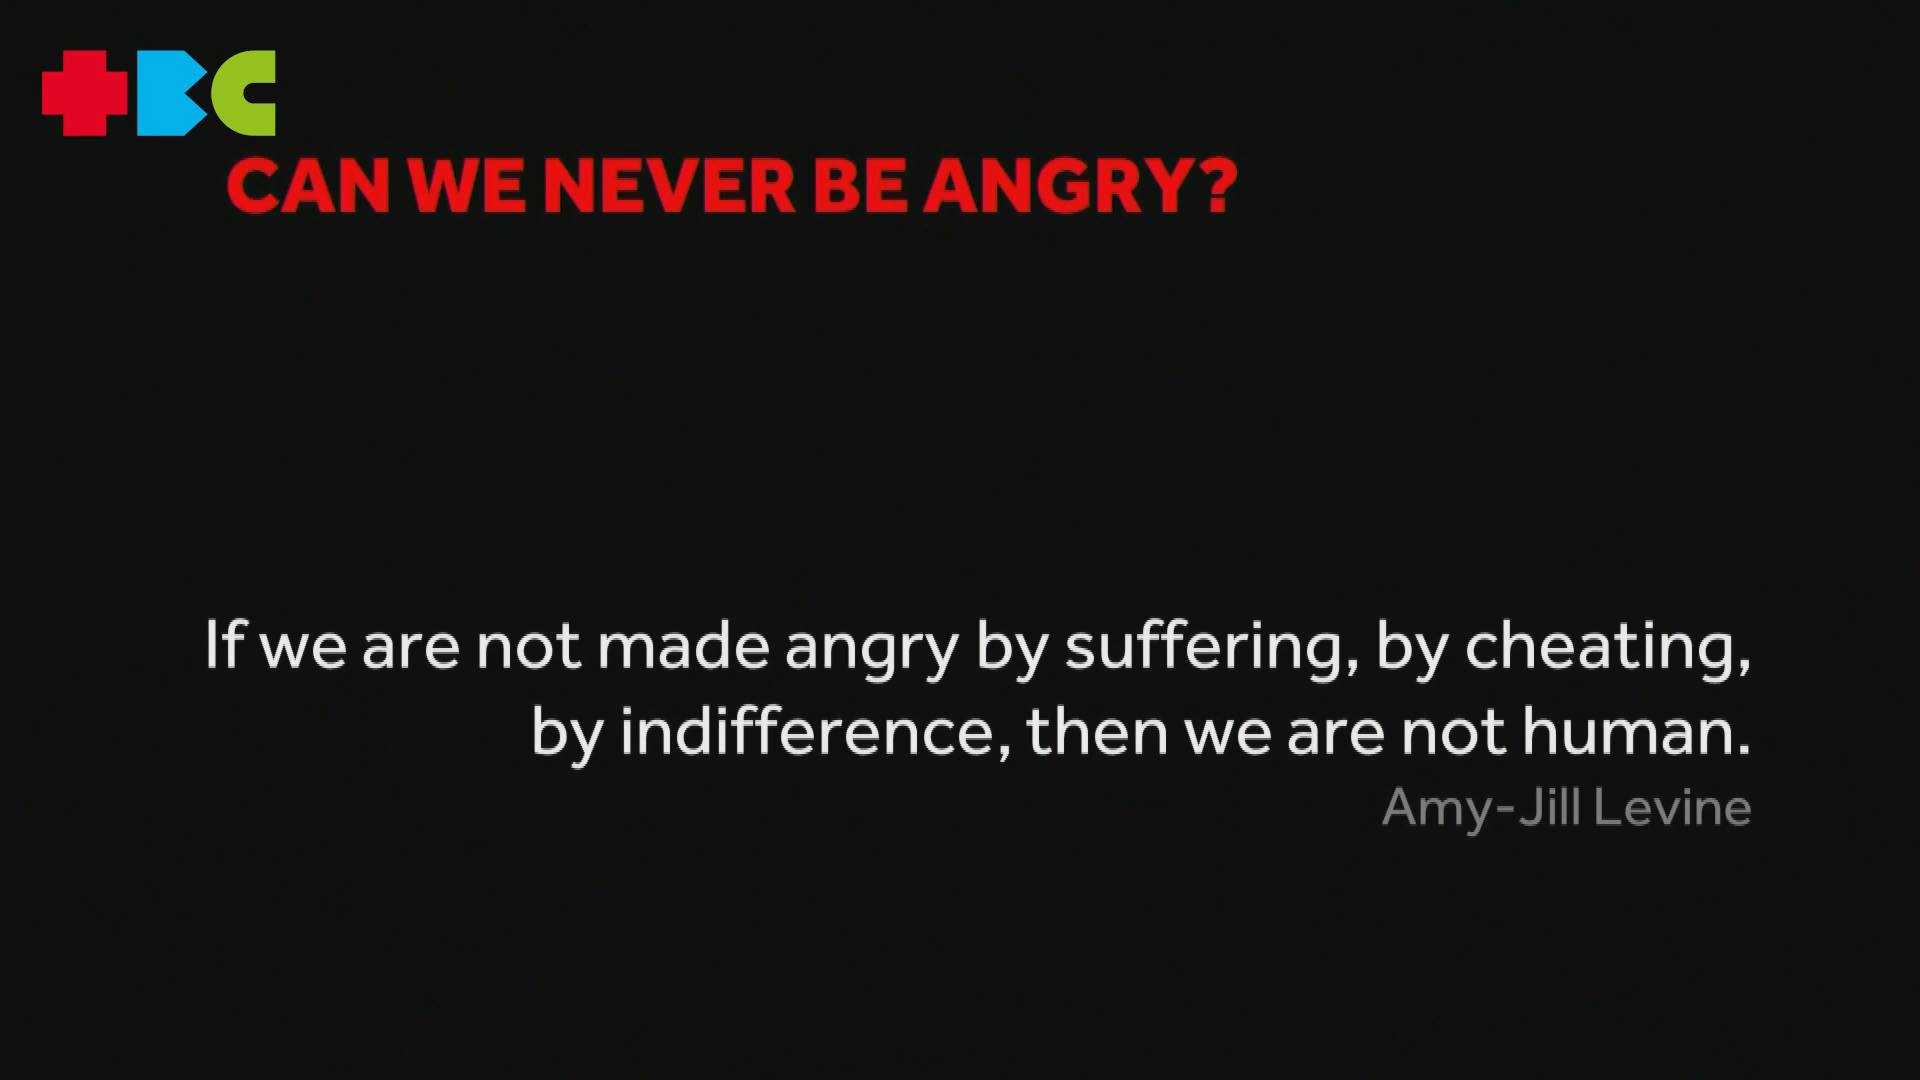 BC
CAN WE NEVER BE ANGRY?
If we are not made angry by suffering, by cheating,
by indifference, then we are not human.
Amy-Jill Levine